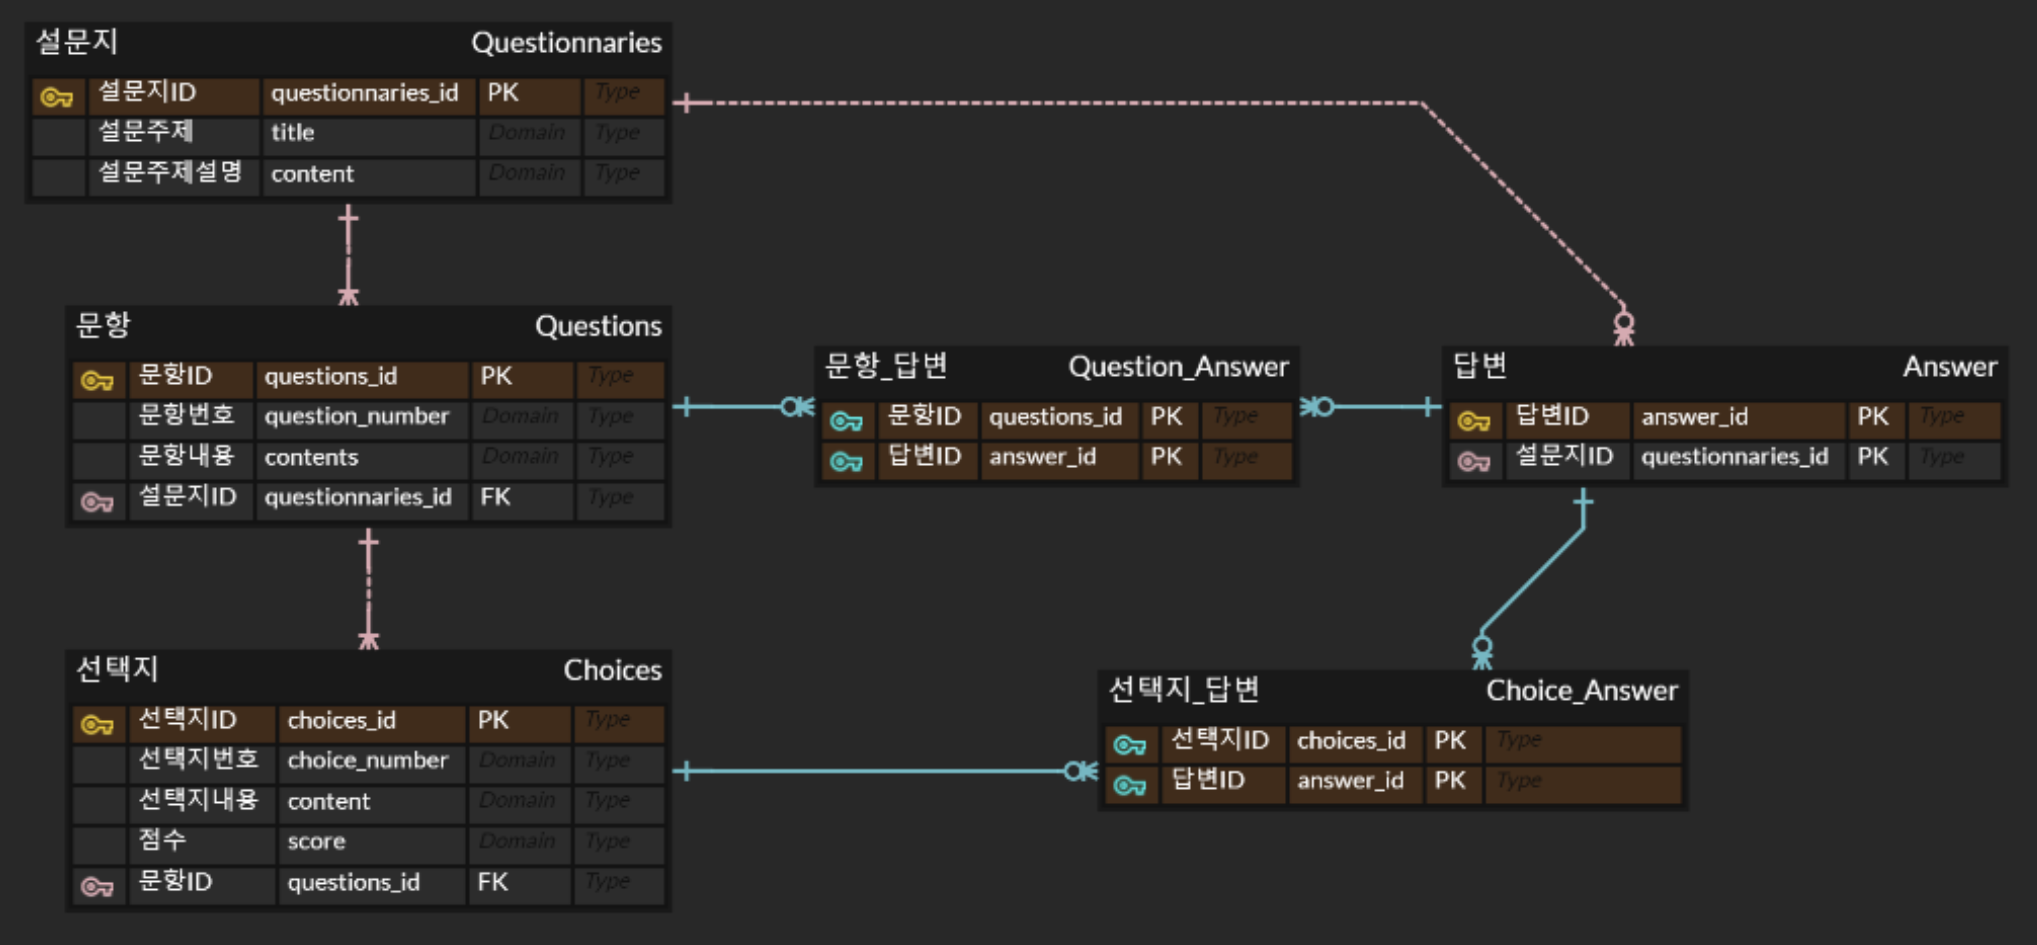 설문지 Questionnaries
설문지ID questionnaries_id PK Type
설문주제 title Domain Type
설문주제설명 content Domain Type
문항 Questions
문항ID questions_id PK Type
문항번호 question_number Domain Type
문항내용 contents Domain Type
설문지ID questionnaries_id FK Type
문항_답변 Question_Answer
문항ID questions_id PK Type
답변ID answer_id PK Type
답변 Answer
답변ID answer_id PK Type
설문지ID questionnaries_id PK Type
선택지 Choices
선택지ID choices_id PK Type
선택지번호 choice_number Domain Type
선택지내용 content Domain Type
점수 score Domain Type
문항ID questions_id FK Type
선택지_답변 Choice_Answer
선택지ID choices_id PK Type
답변ID answer_id PK Type